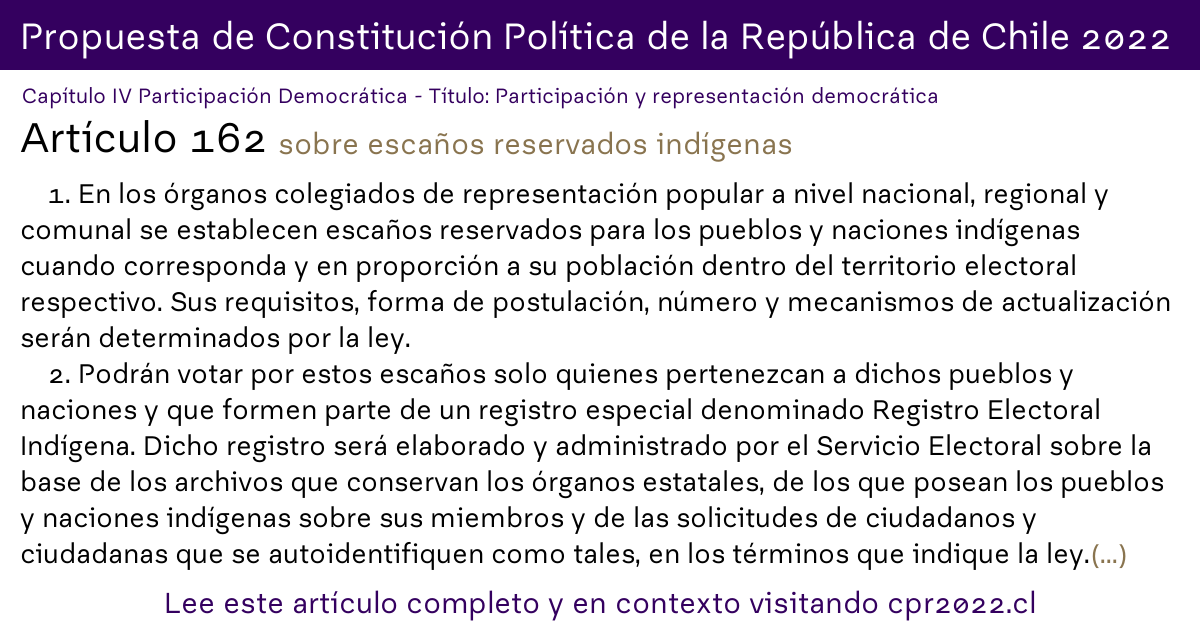 Propuesta de Constitución Política de la República de Chile 2022
Capítulo IV Participación Democrática - Título: Participación y representación democrática
Artículo 162 sobre escaños reservados indígenas
1. En los órganos colegiados de representación popular a nivel nacional, regional y
comunal se establecen escaños reservados para los pueblos y naciones indígenas
cuando corresponda y en proporción a su población dentro del territorio electoral
respectivo. Sus requisitos, forma de postulación, número y mecanismos de actualización
serán determinados por la ley.
2. Podrán votar por estos escaños solo quienes pertenezcan a dichos pueblos y
naciones y que formen parte de un registro especial denominado Registro Electoral
Indígena. Dicho registro será elaborado y administrado por el Servicio Electoral sobre la
base de los archivos que conservan los órganos estatales, de los que posean los pueblos
y naciones indígenas sobre sus miembros y de las solicitudes de ciudadanos y
ciudadanas que se autoidentifiquen como tales, en los términos que indique la ley.(...)
Lee este artículo completo y en contexto visitando cpr2022.cl